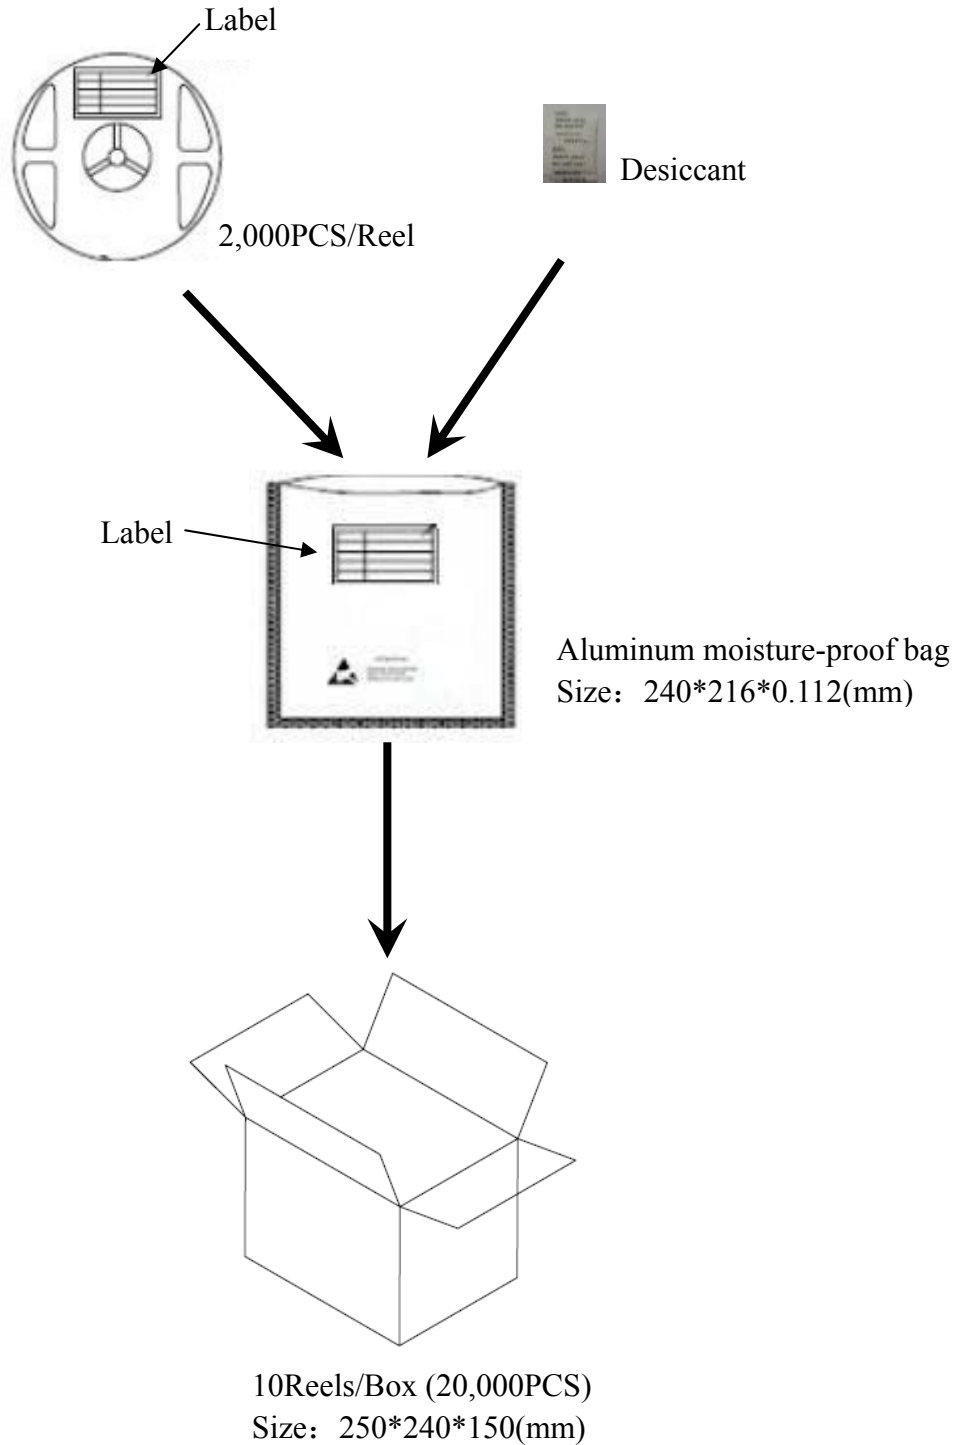 Label
Desiccant
2,000PCS/Reel
Label
Aluminum moisture-proof bag
Size：240*216*0.112(mm)
10Reels/Box (20,000PCS)
Size：250*240*150(mm)